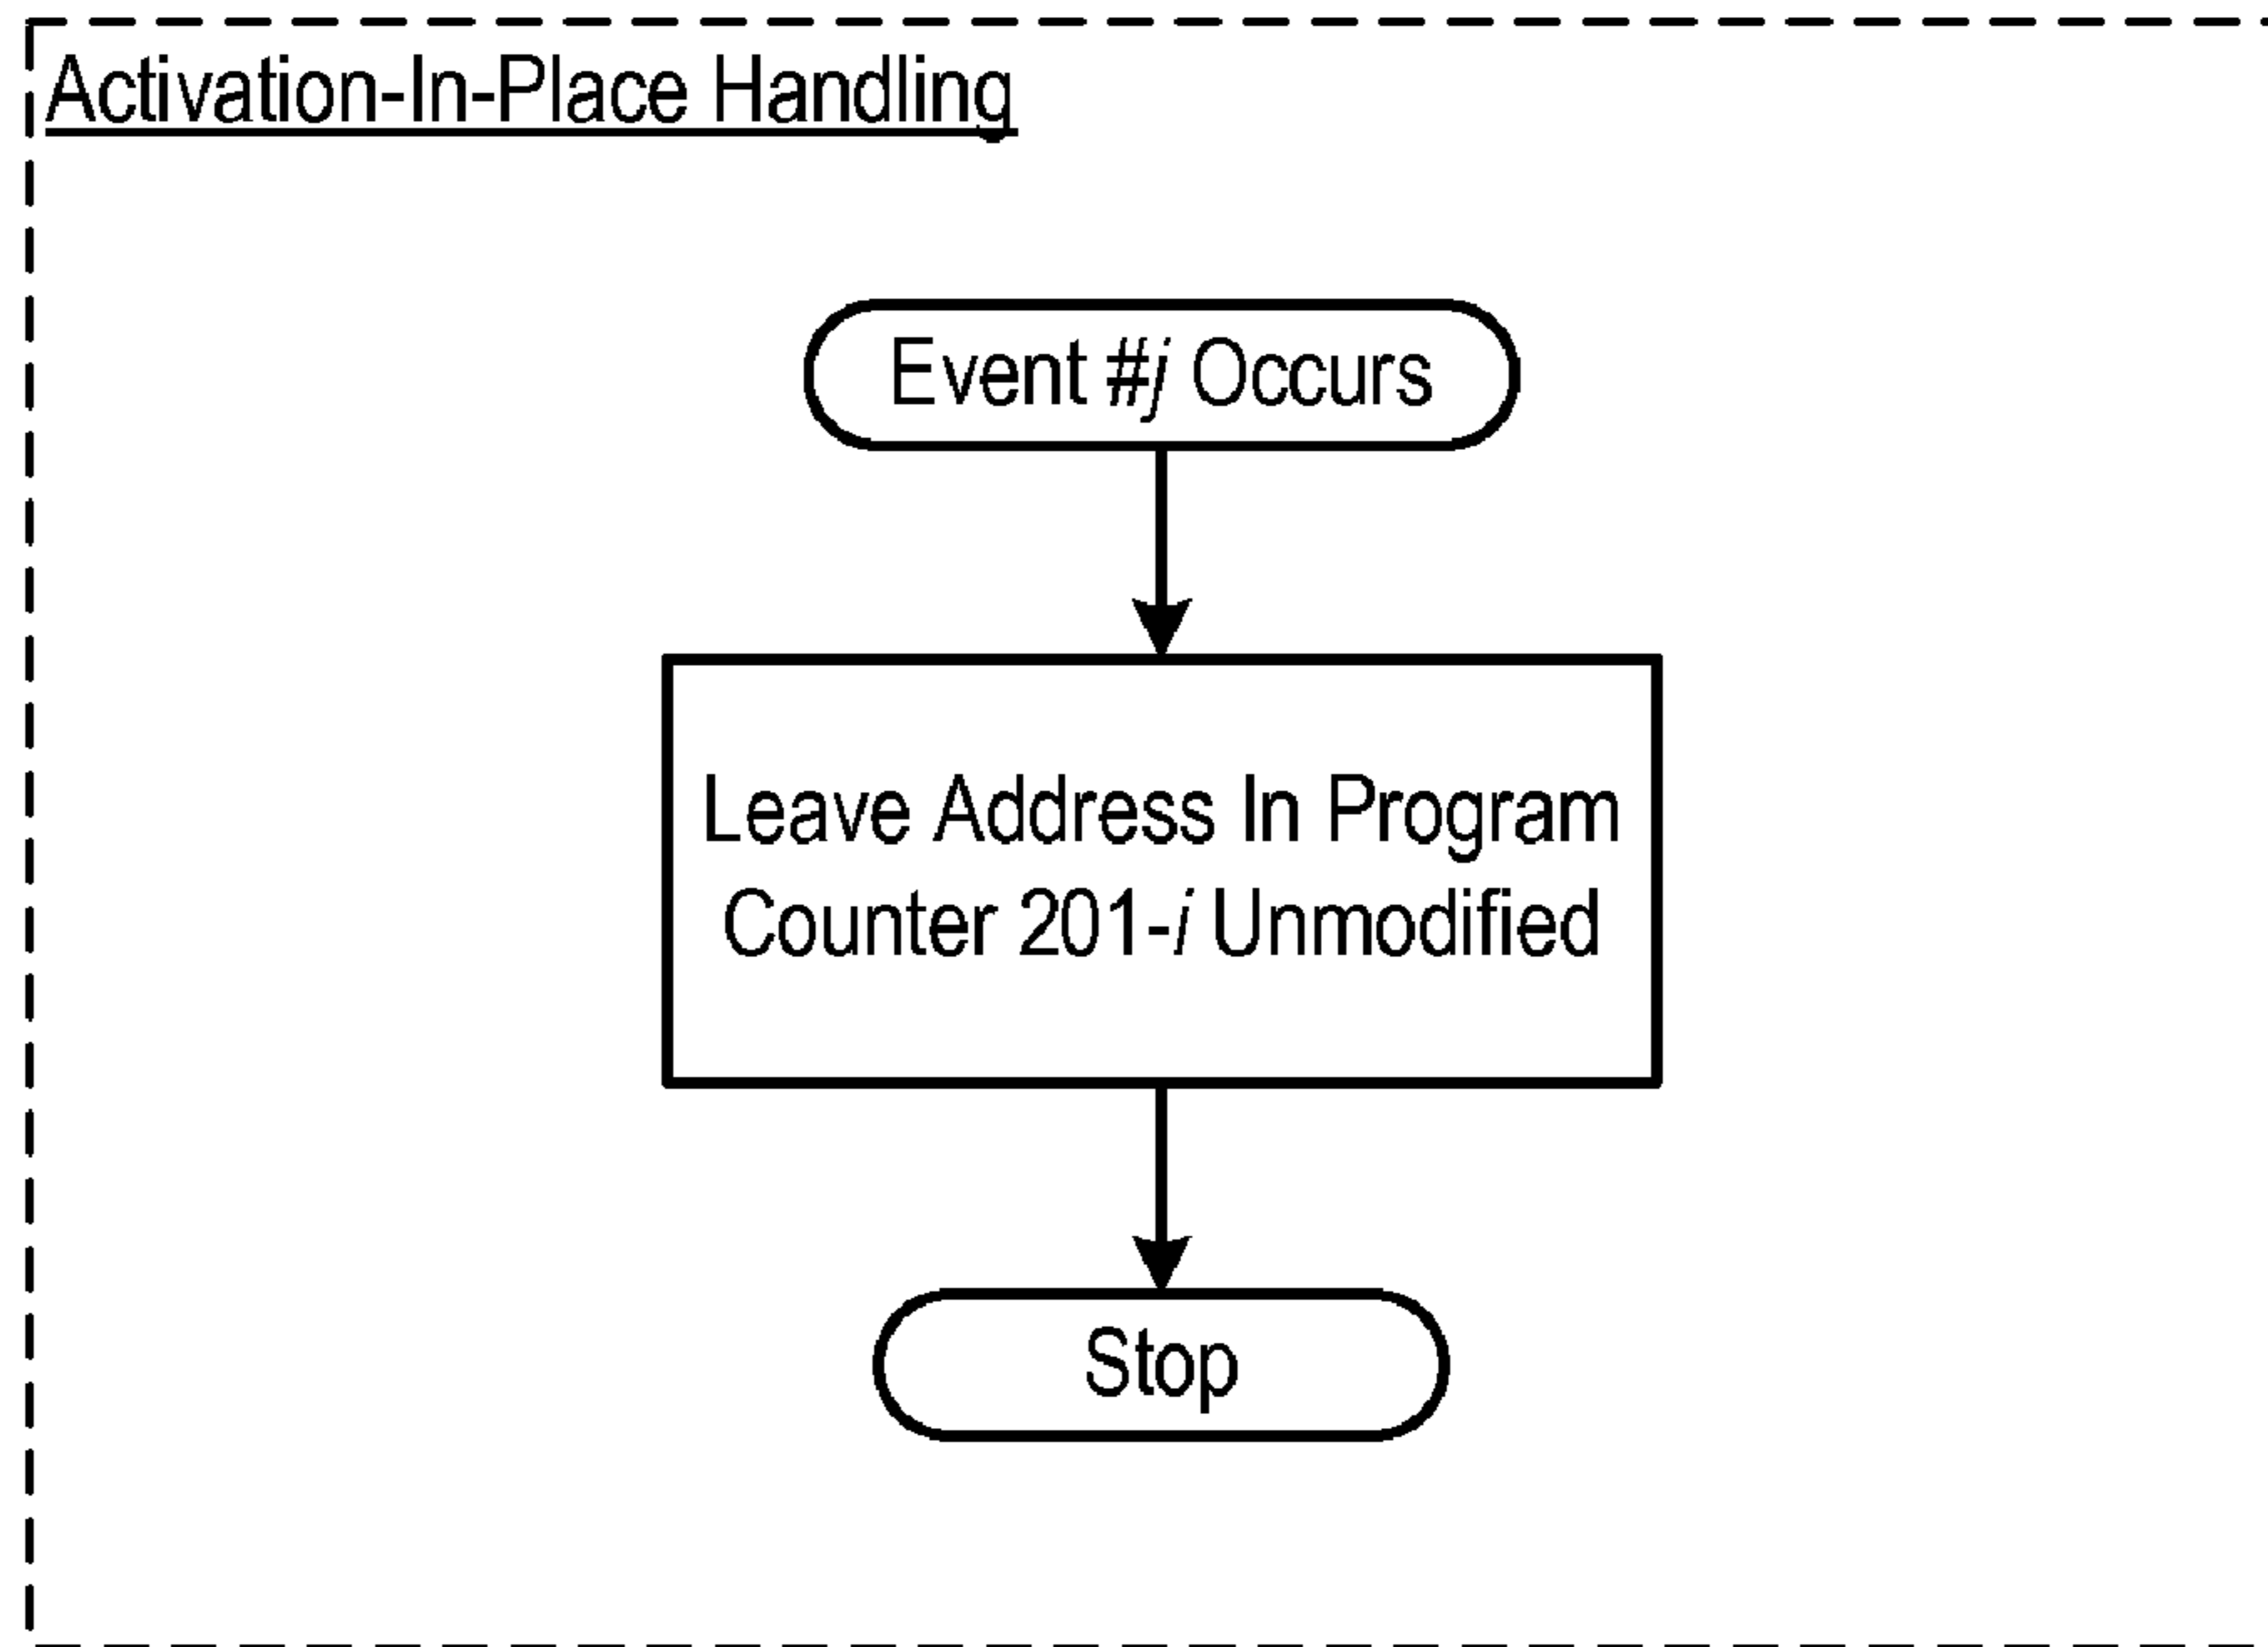 Activation-In-Place Handling
Event #j Occurs
Leave Address In Program
Counter 201-i Unmodified
Stop